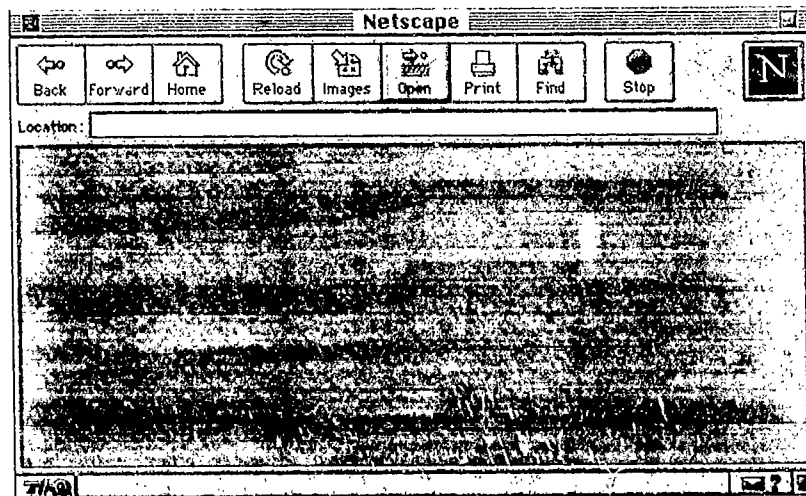 Netscape
Back Forward Home Reload Images Open Print Find Stop N
Location:
?